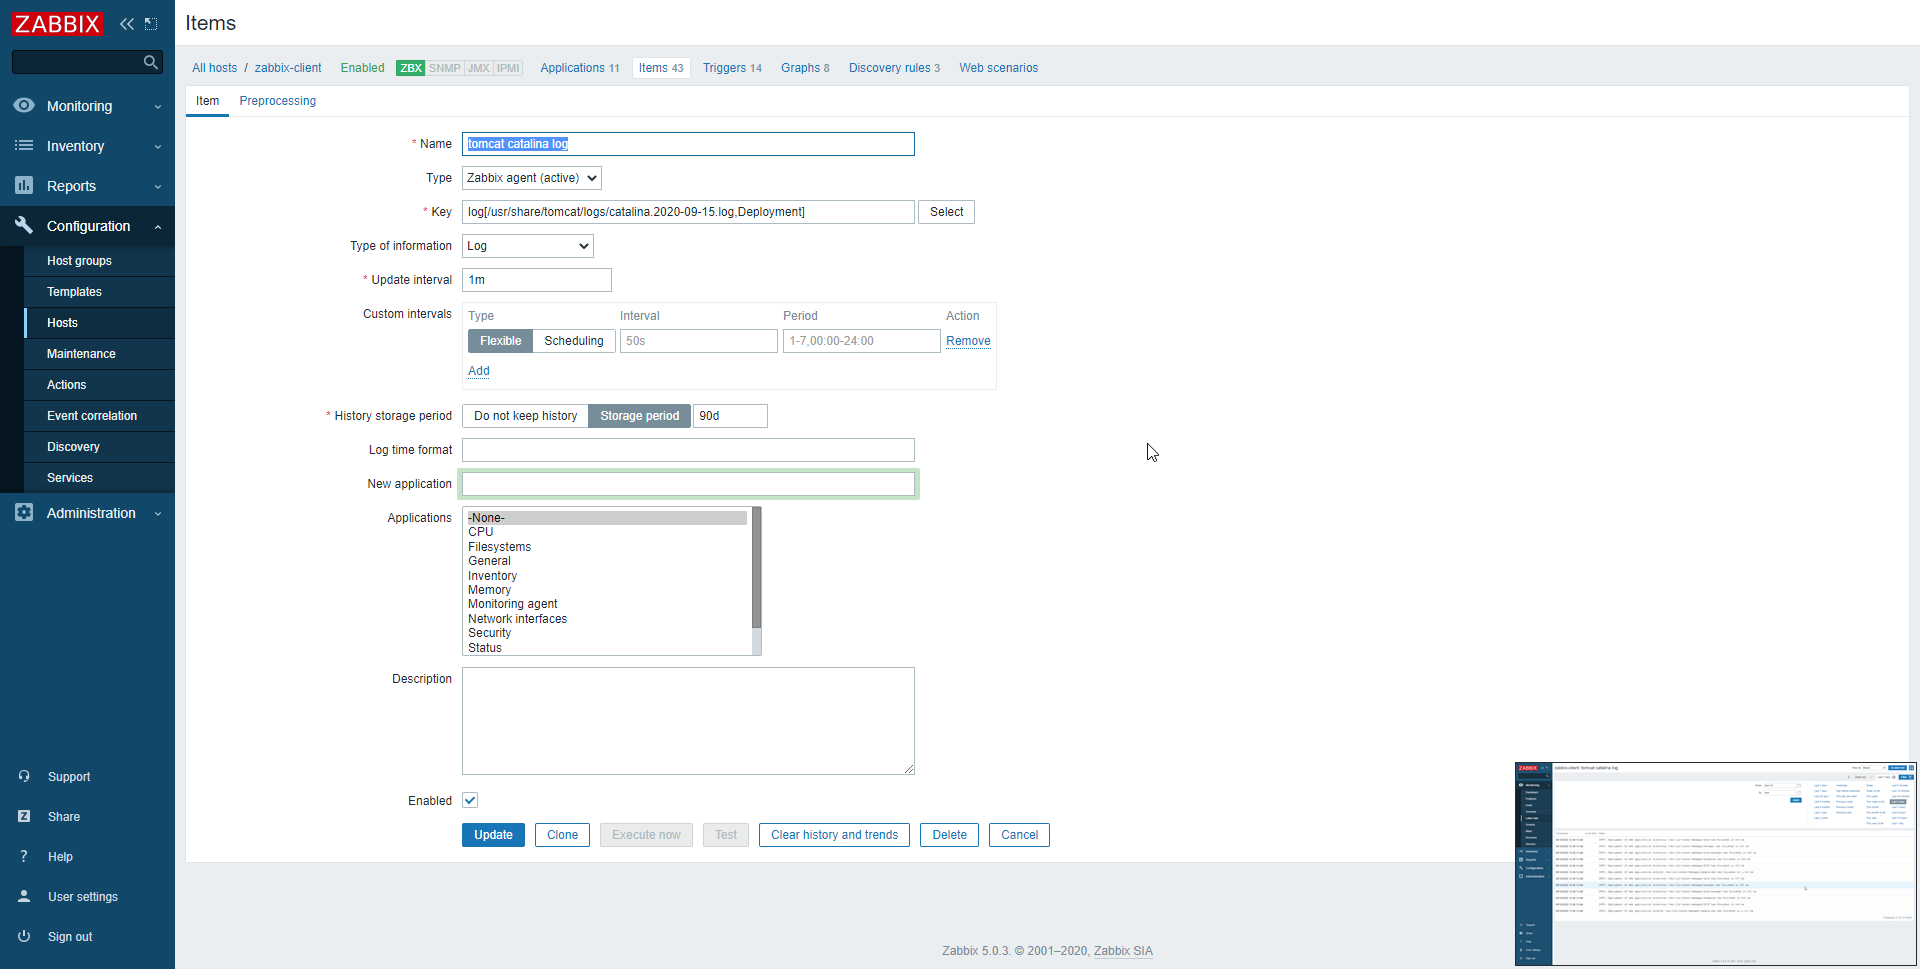 ZABBIX
Items
All hosts / zabbix-client Enabled ZBX SNMP JMX IPMI Applications 11 Items 43 Triggers 14 Graphs 8 Discovery rules 3 Web scenarios
Item Preprocessing
Monitoring
Inventory
Reports
Configuration
Host groups
Templates
Hosts
Maintenance
Actions
Event correlation
Discovery
Services
Administration
Support
Share
Help
User settings
Sign out
* Name tomcat catalina log
Type Zabbix agent (active)
* Key log[/usr/share/tomcat/logs/catalina.2020-09-15.log,Deployment] Select
Type of information Log
* Update interval 1m
Custom intervals Type Interval Period Action
Flexible Scheduling 50s 1-7,00:00-24:00 Remove
Add
* History storage period Do not keep history Storage period 90d
Log time format
New application
Applications -None-
CPU
Filesystems
General
Inventory
Memory
Monitoring agent
Network interfaces
Security
Status
Description
Enabled
Update Clone Execute now Test Clear history and trends Delete Cancel
Zabbix 5.0.3. © 2001–2020, Zabbix SIA
ZABBIX
zabbix-client: tomcat catalina log